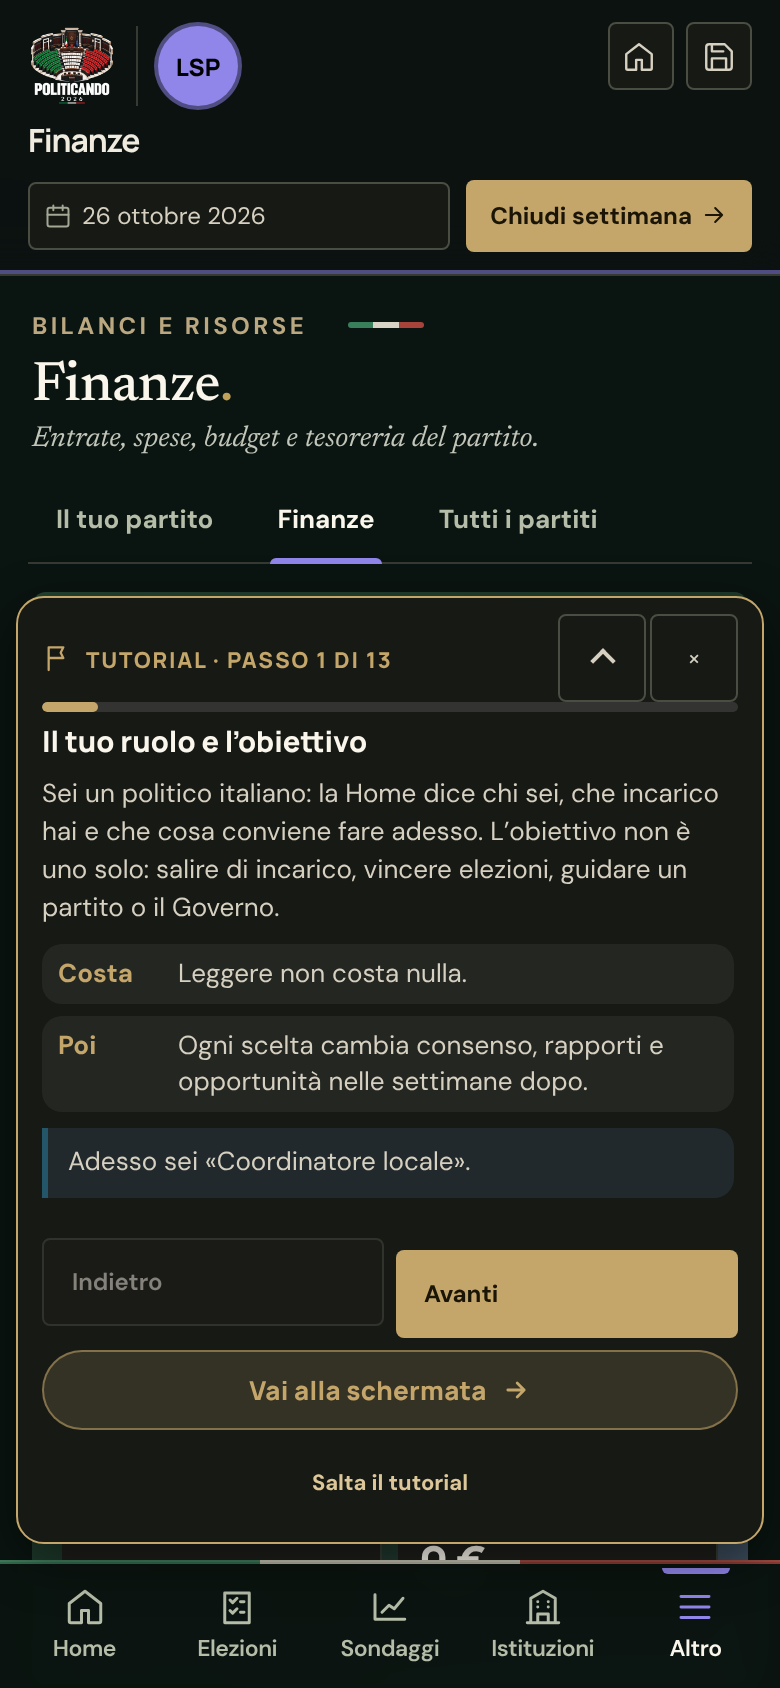 POLITICANDO
2026
LSP
Finanze
26 ottobre 2026
Chiudi settimana →
BILANCI E RISORSE
Finanze.
Entrate, spese, budget e tesoreria del partito.
Il tuo partito
Finanze
Tutti i partiti
TUTORIAL · PASSO 1 DI 13
×
Il tuo ruolo e l’obiettivo
Sei un politico italiano: la Home dice chi sei, che incarico
hai e che cosa conviene fare adesso. L’obiettivo non è
uno solo: salire di incarico, vincere elezioni, guidare un
partito o il Governo.
Costa Leggere non costa nulla.
Poi Ogni scelta cambia consenso, rapporti e
opportunità nelle settimane dopo.
Adesso sei «Coordinatore locale».
Indietro
Avanti
Vai alla schermata →
Salta il tutorial
Home
Elezioni
Sondaggi
Istituzioni
Altro